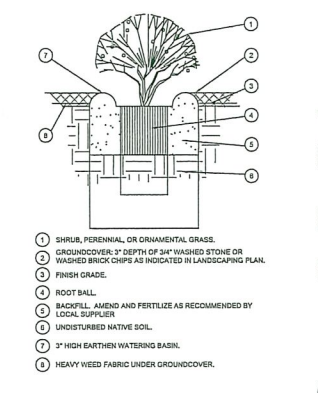 1
7
2
3
4
8
5
6
1 SHRUB, PERENNIAL, OR ORNAMENTAL GRASS.
2 GROUNDCOVER: 3" DEPTH OF 3/4" WASHED STONE OR
WASHED BRICK CHIPS AS INDICATED IN LANDSCAPING PLAN.
3 FINISH GRADE.
4 ROOT BALL.
5 BACKFILL. AMEND AND FERTILIZE AS RECOMMENDED BY
LOCAL SUPPLIER
6 UNDISTURBED NATIVE SOIL.
7 3" HIGH EARTHEN WATERING BASIN.
8 HEAVY WEED FABRIC UNDER GROUNDCOVER.